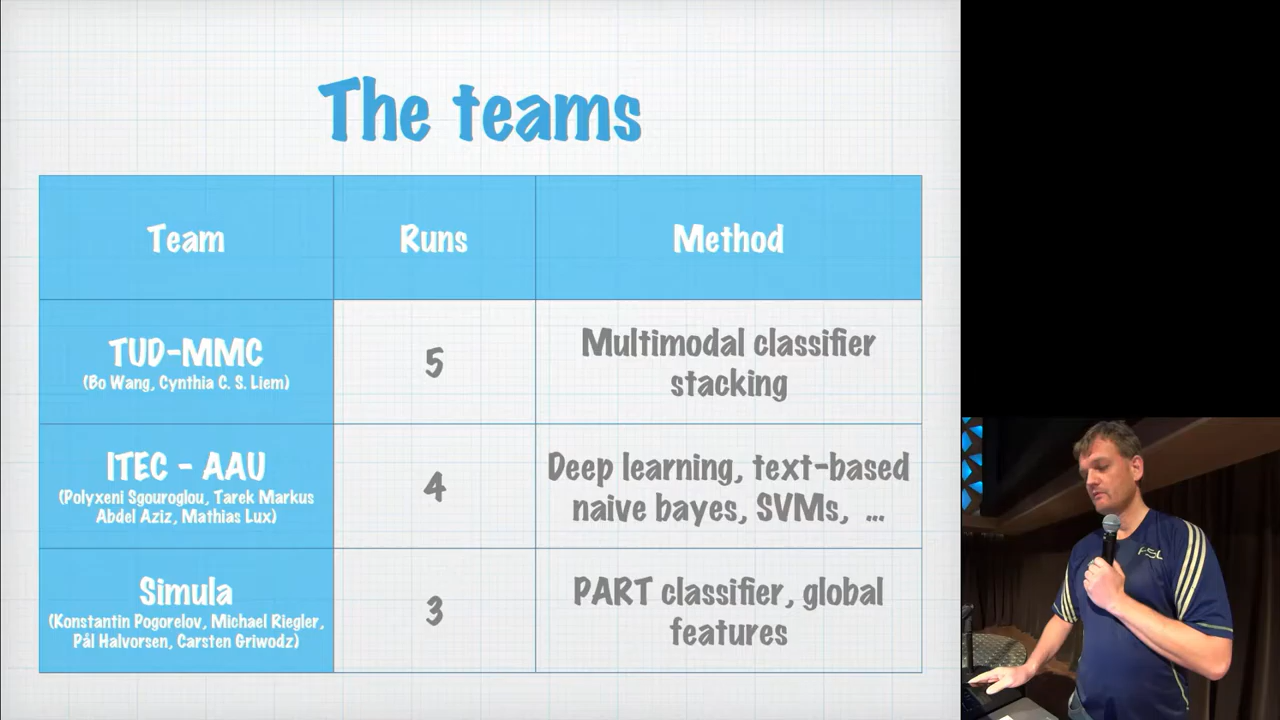 The teams
Team
Runs
Method
TUD-MMC
(Bo Wang, Cynthia C. S. Liem)
5
Multimodal classifier
stacking
ITEC - AAU
(Polyxeni Sgouroglou, Tarek Markus
Abdel Aziz, Mathias Lux)
4
Deep learning, text-based
naive bayes, SVMs, ...
Simula
(Konstantin Pogorelov, Michael Riegler,
Pål Halvorsen, Carsten Griwodz)
3
PART classifier, global
features